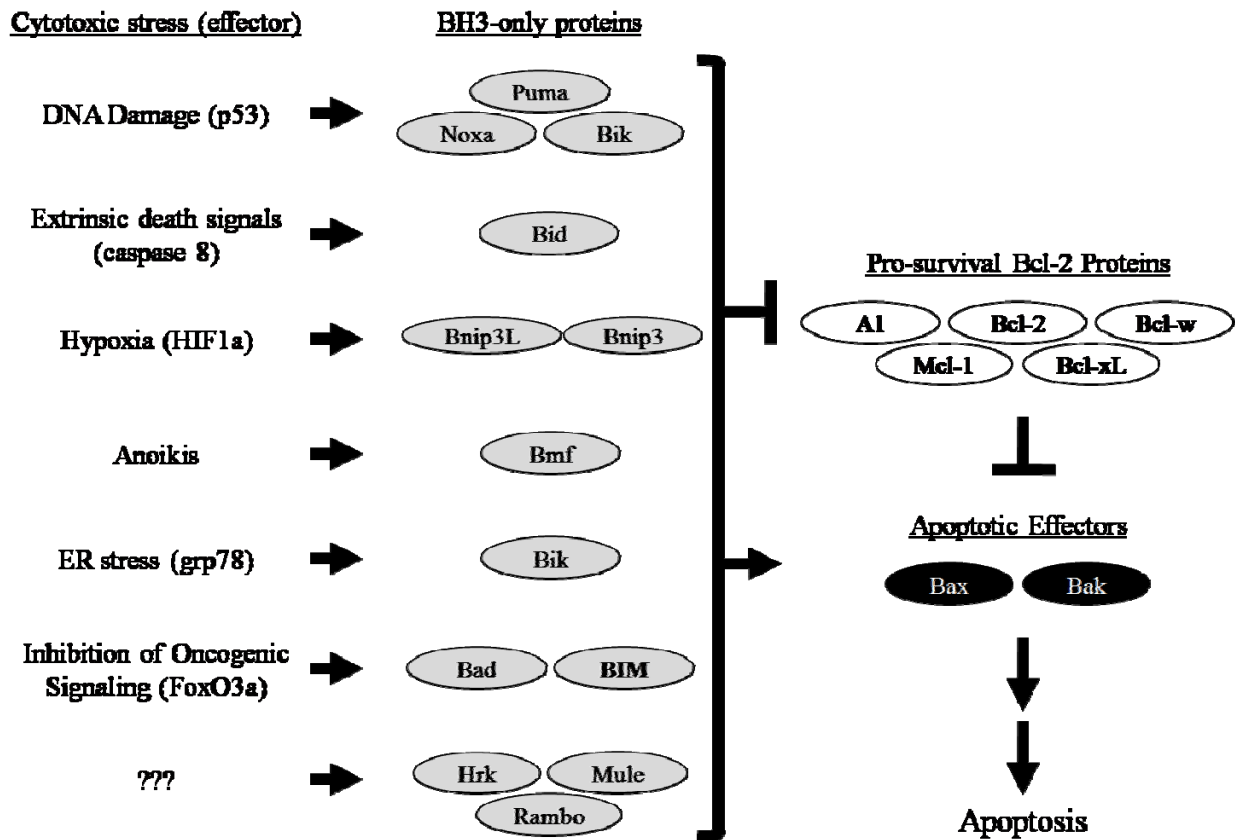 Cytotoxic stress (effector)
BH3-only proteins
DNA Damage (p53)
Puma
Noxa
Bik
Extrinsic death signals
(caspase 8)
Bid
Hypoxia (HIF1a)
Bnip3L
Bnip3
Anoikis
Bmf
ER stress (grp78)
Bik
Inhibition of Oncogenic
Signaling (FoxO3a)
Bad
BIM
???
Hrk
Mule
Rambo
Pro-survival Bcl-2 Proteins
A1
Bcl-2
Bcl-w
Mcl-1
Bcl-xL
Apoptotic Effectors
Bax
Bak
Apoptosis